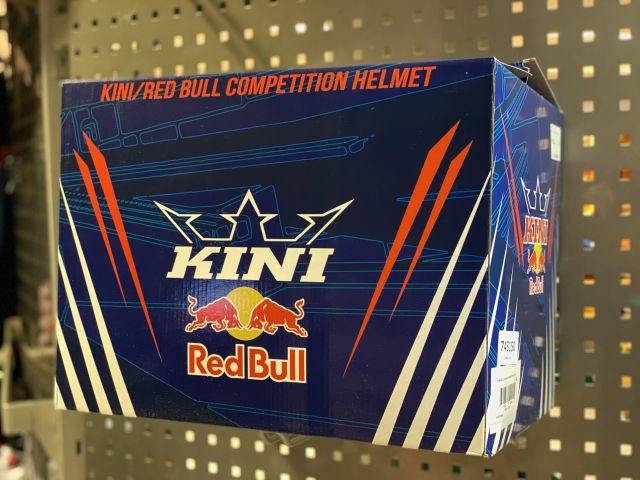 KINI/RED BULL COMPETITION HELMET
KINI
Red Bull
KINI
Red Bull